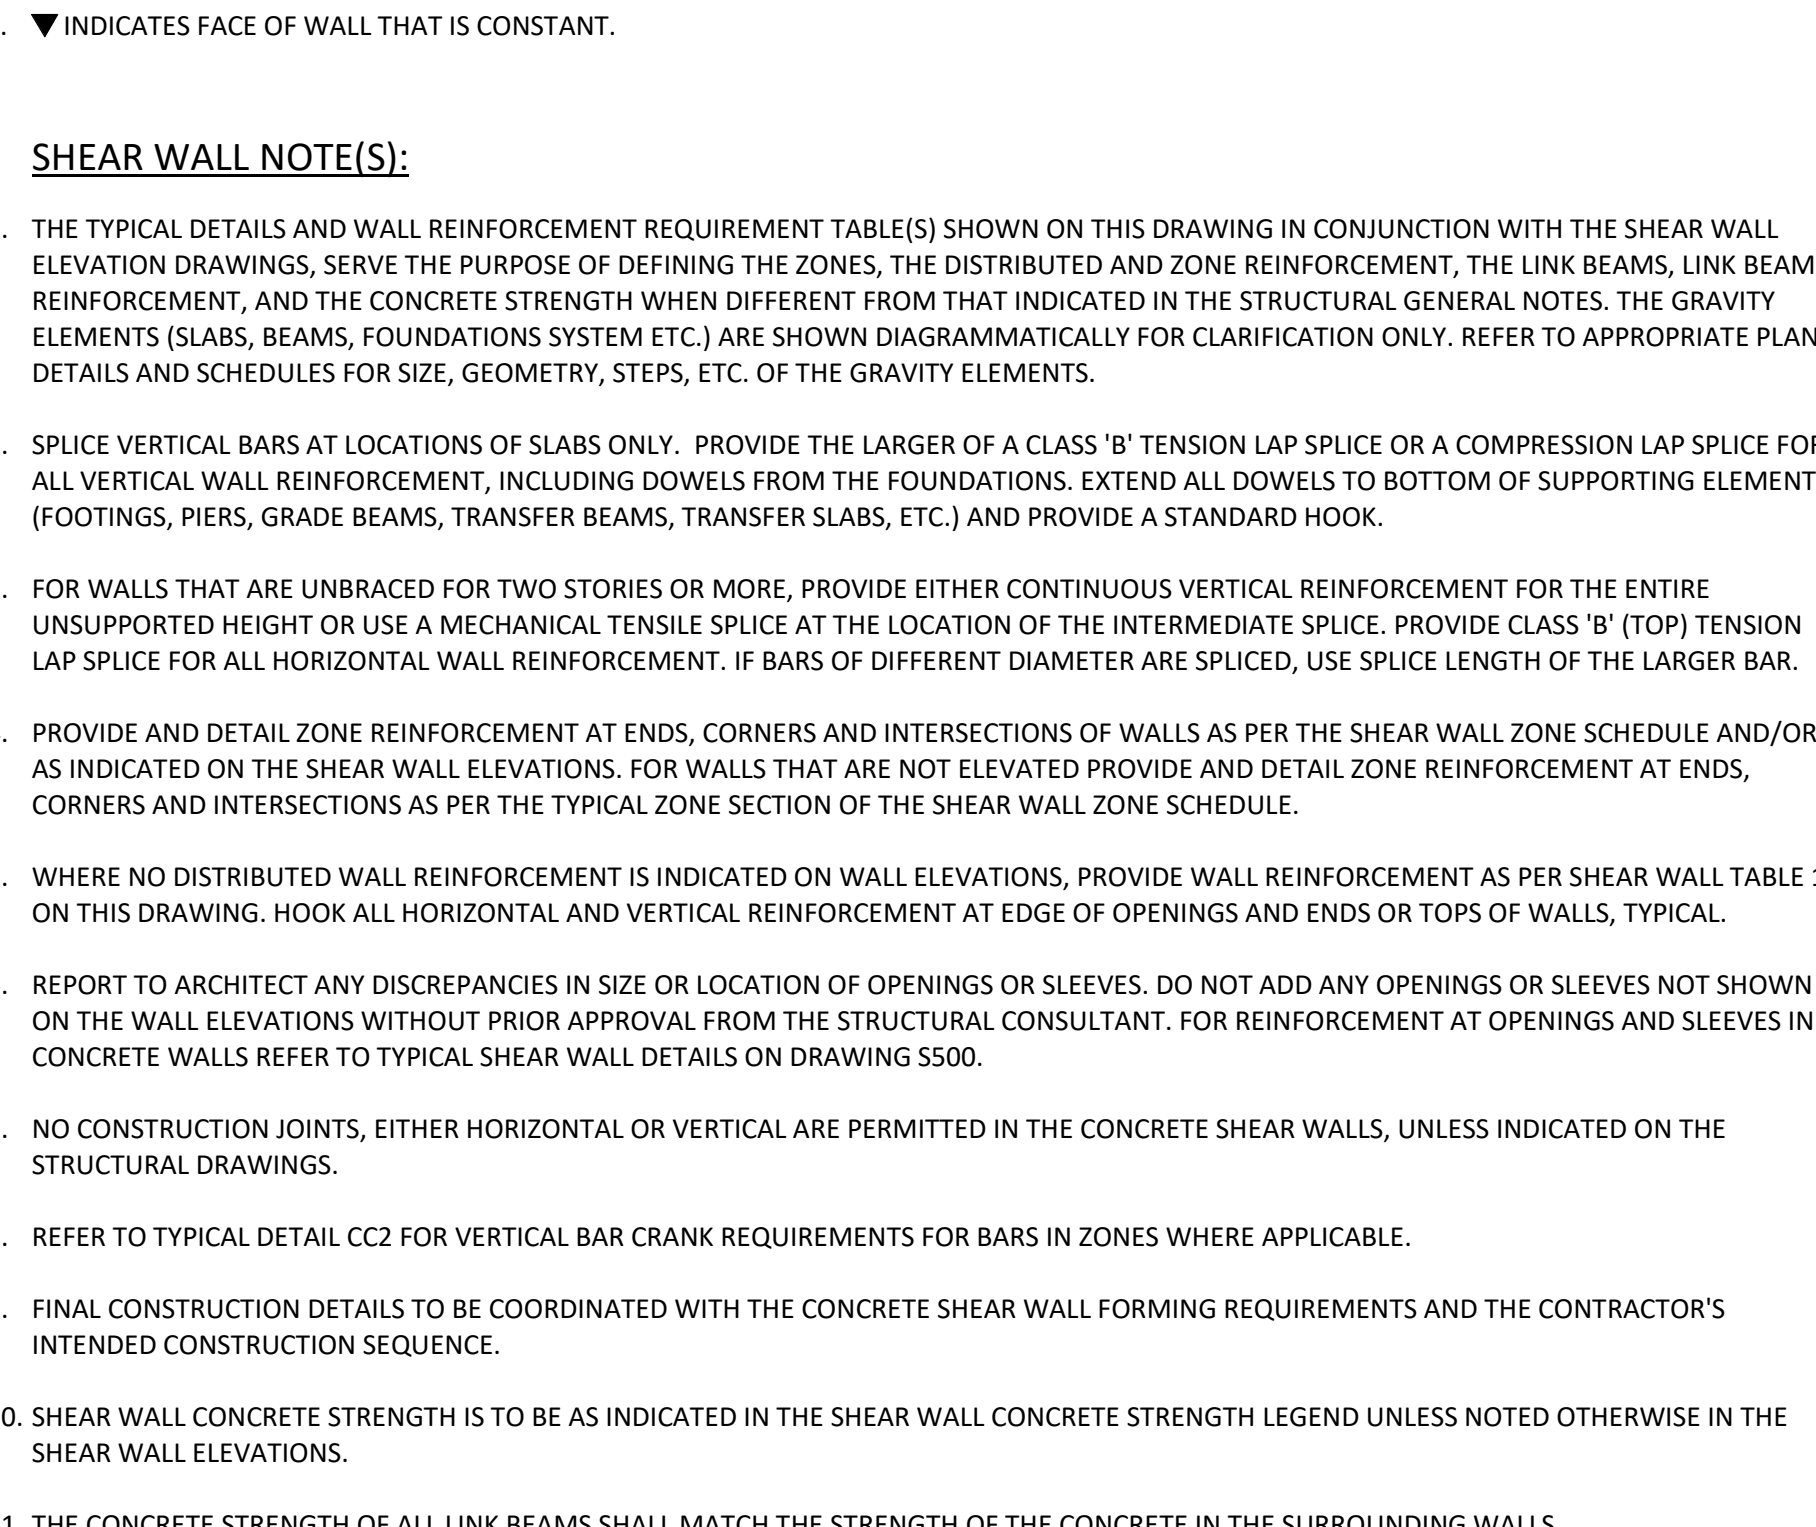 . ▼ INDICATES FACE OF WALL THAT IS CONSTANT.
SHEAR WALL NOTE(S):
. THE TYPICAL DETAILS AND WALL REINFORCEMENT REQUIREMENT TABLE(S) SHOWN ON THIS DRAWING IN CONJUNCTION WITH THE SHEAR WALL
ELEVATION DRAWINGS, SERVE THE PURPOSE OF DEFINING THE ZONES, THE DISTRIBUTED AND ZONE REINFORCEMENT, THE LINK BEAMS, LINK BEAM
REINFORCEMENT, AND THE CONCRETE STRENGTH WHEN DIFFERENT FROM THAT INDICATED IN THE STRUCTURAL GENERAL NOTES. THE GRAVITY
ELEMENTS (SLABS, BEAMS, FOUNDATIONS SYSTEM ETC.) ARE SHOWN DIAGRAMMATICALLY FOR CLARIFICATION ONLY. REFER TO APPROPRIATE PLAN
DETAILS AND SCHEDULES FOR SIZE, GEOMETRY, STEPS, ETC. OF THE GRAVITY ELEMENTS.
. SPLICE VERTICAL BARS AT LOCATIONS OF SLABS ONLY. PROVIDE THE LARGER OF A CLASS 'B' TENSION LAP SPLICE OR A COMPRESSION LAP SPLICE FOR
ALL VERTICAL WALL REINFORCEMENT, INCLUDING DOWELS FROM THE FOUNDATIONS. EXTEND ALL DOWELS TO BOTTOM OF SUPPORTING ELEMENT
(FOOTINGS, PIERS, GRADE BEAMS, TRANSFER BEAMS, TRANSFER SLABS, ETC.) AND PROVIDE A STANDARD HOOK.
. FOR WALLS THAT ARE UNBRACED FOR TWO STORIES OR MORE, PROVIDE EITHER CONTINUOUS VERTICAL REINFORCEMENT FOR THE ENTIRE
UNSUPPORTED HEIGHT OR USE A MECHANICAL TENSILE SPLICE AT THE LOCATION OF THE INTERMEDIATE SPLICE. PROVIDE CLASS 'B' (TOP) TENSION
LAP SPLICE FOR ALL HORIZONTAL WALL REINFORCEMENT. IF BARS OF DIFFERENT DIAMETER ARE SPLICED, USE SPLICE LENGTH OF THE LARGER BAR.
. PROVIDE AND DETAIL ZONE REINFORCEMENT AT ENDS, CORNERS AND INTERSECTIONS OF WALLS AS PER THE SHEAR WALL ZONE SCHEDULE AND/OR
AS INDICATED ON THE SHEAR WALL ELEVATIONS. FOR WALLS THAT ARE NOT ELEVATED PROVIDE AND DETAIL ZONE REINFORCEMENT AT ENDS,
CORNERS AND INTERSECTIONS AS PER THE TYPICAL ZONE SECTION OF THE SHEAR WALL ZONE SCHEDULE.
. WHERE NO DISTRIBUTED WALL REINFORCEMENT IS INDICATED ON WALL ELEVATIONS, PROVIDE WALL REINFORCEMENT AS PER SHEAR WALL TABLE 1
ON THIS DRAWING. HOOK ALL HORIZONTAL AND VERTICAL REINFORCEMENT AT EDGE OF OPENINGS AND ENDS OR TOPS OF WALLS, TYPICAL.
. REPORT TO ARCHITECT ANY DISCREPANCIES IN SIZE OR LOCATION OF OPENINGS OR SLEEVES. DO NOT ADD ANY OPENINGS OR SLEEVES NOT SHOWN
ON THE WALL ELEVATIONS WITHOUT PRIOR APPROVAL FROM THE STRUCTURAL CONSULTANT. FOR REINFORCEMENT AT OPENINGS AND SLEEVES IN
CONCRETE WALLS REFER TO TYPICAL SHEAR WALL DETAILS ON DRAWING S500.
. NO CONSTRUCTION JOINTS, EITHER HORIZONTAL OR VERTICAL ARE PERMITTED IN THE CONCRETE SHEAR WALLS, UNLESS INDICATED ON THE
STRUCTURAL DRAWINGS.
. REFER TO TYPICAL DETAIL CC2 FOR VERTICAL BAR CRANK REQUIREMENTS FOR BARS IN ZONES WHERE APPLICABLE.
. FINAL CONSTRUCTION DETAILS TO BE COORDINATED WITH THE CONCRETE SHEAR WALL FORMING REQUIREMENTS AND THE CONTRACTOR'S
INTENDED CONSTRUCTION SEQUENCE.
0. SHEAR WALL CONCRETE STRENGTH IS TO BE AS INDICATED IN THE SHEAR WALL CONCRETE STRENGTH LEGEND UNLESS NOTED OTHERWISE IN THE
SHEAR WALL ELEVATIONS.
1. THE CONCRETE STRENGTH OF ALL LINK BEAMS SHALL MATCH THE STRENGTH OF THE CONCRETE IN THE SURROUNDING WALLS.